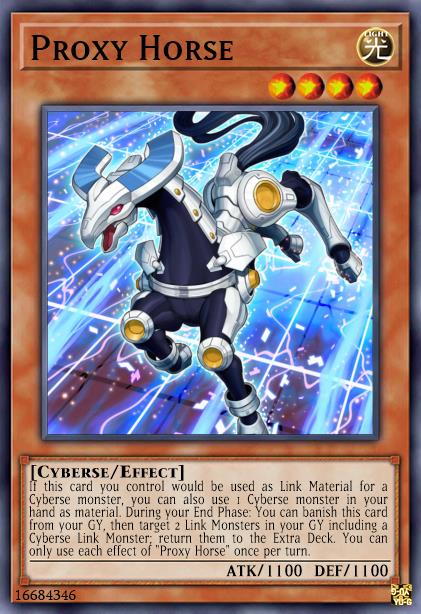 Proxy Horse
LIGHT
光
[Cyberse/Effect]
If this card you control would be used as Link Material for a
Cyberse monster, you can also use 1 Cyberse monster in your
hand as material. During your End Phase: You can banish this card
from your GY, then target 2 Link Monsters in your GY including a
Cyberse Link Monster; return them to the Extra Deck. You can
only use each effect of "Proxy Horse" once per turn.
ATK/1100 DEF/1100
16684346